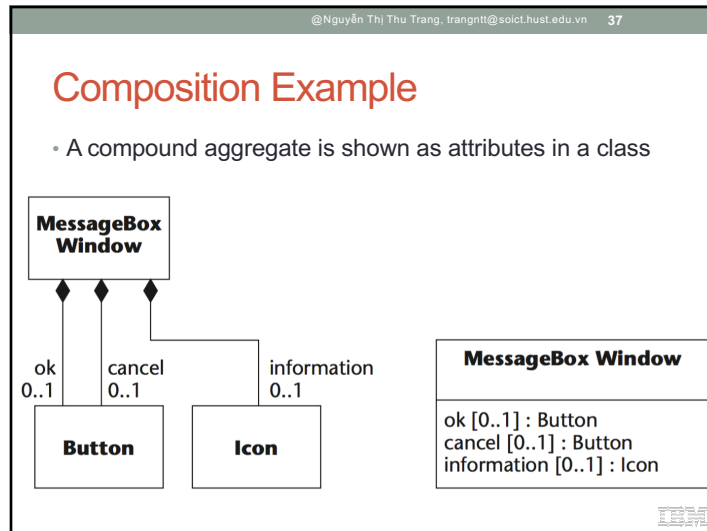 @Nguyễn Thị Thu Trang, trangntt@soict.hust.edu.vn 37
Composition Example
• A compound aggregate is shown as attributes in a class
MessageBox
Window
ok
0..1
cancel
0..1
information
0..1
Button
Icon
MessageBox Window
ok [0..1] : Button
cancel [0..1] : Button
information [0..1] : Icon
IBM